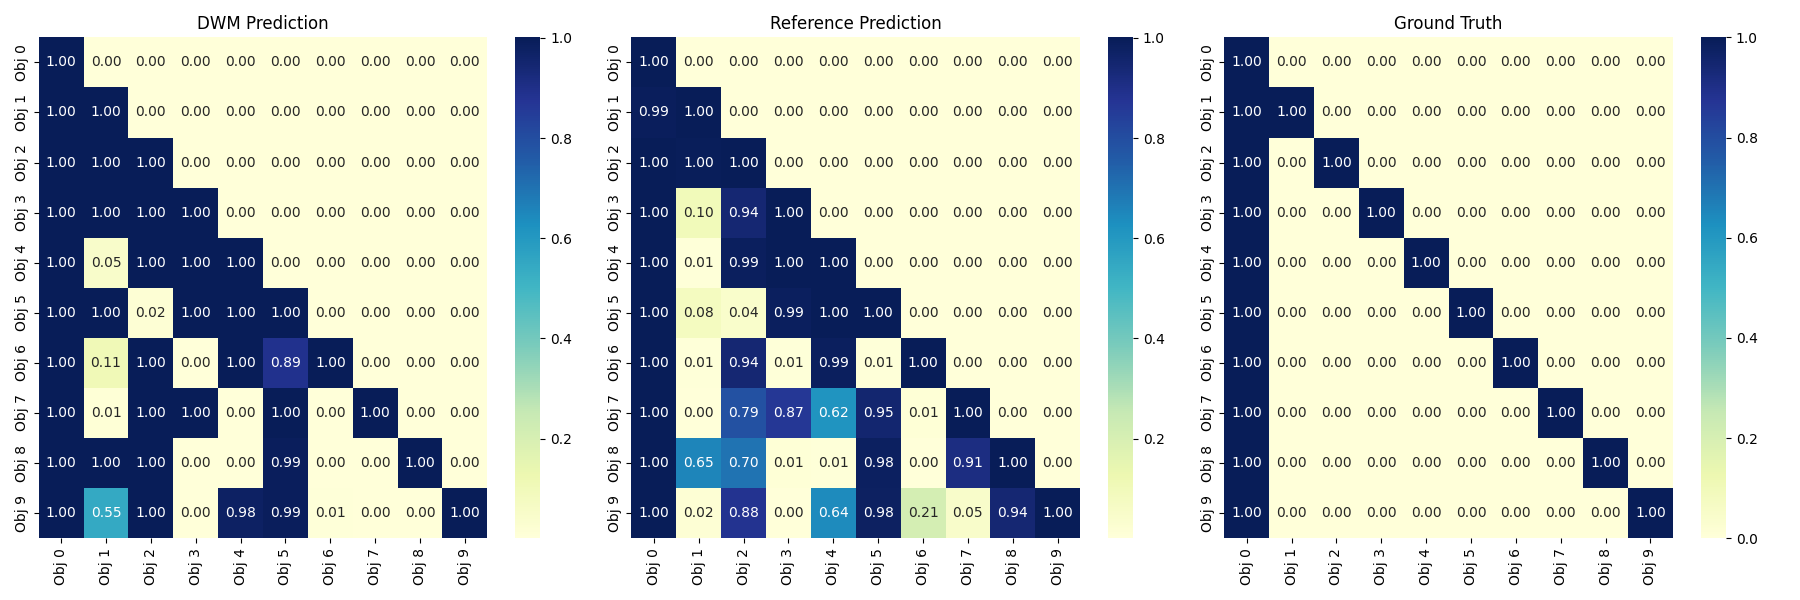 DWM Prediction
Obj 0 1.00 0.00 0.00 0.00 0.00 0.00 0.00 0.00 0.00 0.00
Obj 1 1.00 1.00 0.00 0.00 0.00 0.00 0.00 0.00 0.00 0.00
Obj 2 1.00 1.00 1.00 0.00 0.00 0.00 0.00 0.00 0.00 0.00
Obj 3 1.00 1.00 1.00 1.00 0.00 0.00 0.00 0.00 0.00 0.00
Obj 4 1.00 0.05 1.00 1.00 1.00 0.00 0.00 0.00 0.00 0.00
Obj 5 1.00 1.00 0.02 1.00 1.00 1.00 0.00 0.00 0.00 0.00
Obj 6 1.00 0.11 1.00 0.00 1.00 0.89 1.00 0.00 0.00 0.00
Obj 7 1.00 0.01 1.00 1.00 0.00 1.00 0.00 1.00 0.00 0.00
Obj 8 1.00 1.00 1.00 0.00 0.00 0.99 0.00 0.00 1.00 0.00
Obj 9 1.00 0.55 1.00 0.00 0.98 0.99 0.01 0.00 0.00 1.00
Obj 0 Obj 1 Obj 2 Obj 3 Obj 4 Obj 5 Obj 6 Obj 7 Obj 8 Obj 9
1.0
0.8
0.6
0.4
0.2
Reference Prediction
Obj 0 1.00 0.00 0.00 0.00 0.00 0.00 0.00 0.00 0.00 0.00
Obj 1 0.99 1.00 0.00 0.00 0.00 0.00 0.00 0.00 0.00 0.00
Obj 2 1.00 1.00 1.00 0.00 0.00 0.00 0.00 0.00 0.00 0.00
Obj 3 1.00 0.10 0.94 1.00 0.00 0.00 0.00 0.00 0.00 0.00
Obj 4 1.00 0.01 0.99 1.00 1.00 0.00 0.00 0.00 0.00 0.00
Obj 5 1.00 0.08 0.04 0.99 1.00 1.00 0.00 0.00 0.00 0.00
Obj 6 1.00 0.01 0.94 0.01 0.99 0.01 1.00 0.00 0.00 0.00
Obj 7 1.00 0.00 0.79 0.87 0.62 0.95 0.01 1.00 0.00 0.00
Obj 8 1.00 0.65 0.70 0.01 0.01 0.98 0.00 0.91 1.00 0.00
Obj 9 1.00 0.02 0.88 0.00 0.64 0.98 0.21 0.05 0.94 1.00
Obj 0 Obj 1 Obj 2 Obj 3 Obj 4 Obj 5 Obj 6 Obj 7 Obj 8 Obj 9
1.0
0.8
0.6
0.4
0.2
Ground Truth
Obj 0 1.00 0.00 0.00 0.00 0.00 0.00 0.00 0.00 0.00 0.00
Obj 1 1.00 1.00 0.00 0.00 0.00 0.00 0.00 0.00 0.00 0.00
Obj 2 1.00 0.00 1.00 0.00 0.00 0.00 0.00 0.00 0.00 0.00
Obj 3 1.00 0.00 0.00 1.00 0.00 0.00 0.00 0.00 0.00 0.00
Obj 4 1.00 0.00 0.00 0.00 1.00 0.00 0.00 0.00 0.00 0.00
Obj 5 1.00 0.00 0.00 0.00 0.00 1.00 0.00 0.00 0.00 0.00
Obj 6 1.00 0.00 0.00 0.00 0.00 0.00 1.00 0.00 0.00 0.00
Obj 7 1.00 0.00 0.00 0.00 0.00 0.00 0.00 1.00 0.00 0.00
Obj 8 1.00 0.00 0.00 0.00 0.00 0.00 0.00 0.00 1.00 0.00
Obj 9 1.00 0.00 0.00 0.00 0.00 0.00 0.00 0.00 0.00 1.00
Obj 0 Obj 1 Obj 2 Obj 3 Obj 4 Obj 5 Obj 6 Obj 7 Obj 8 Obj 9
1.0
0.8
0.6
0.4
0.2
0.0